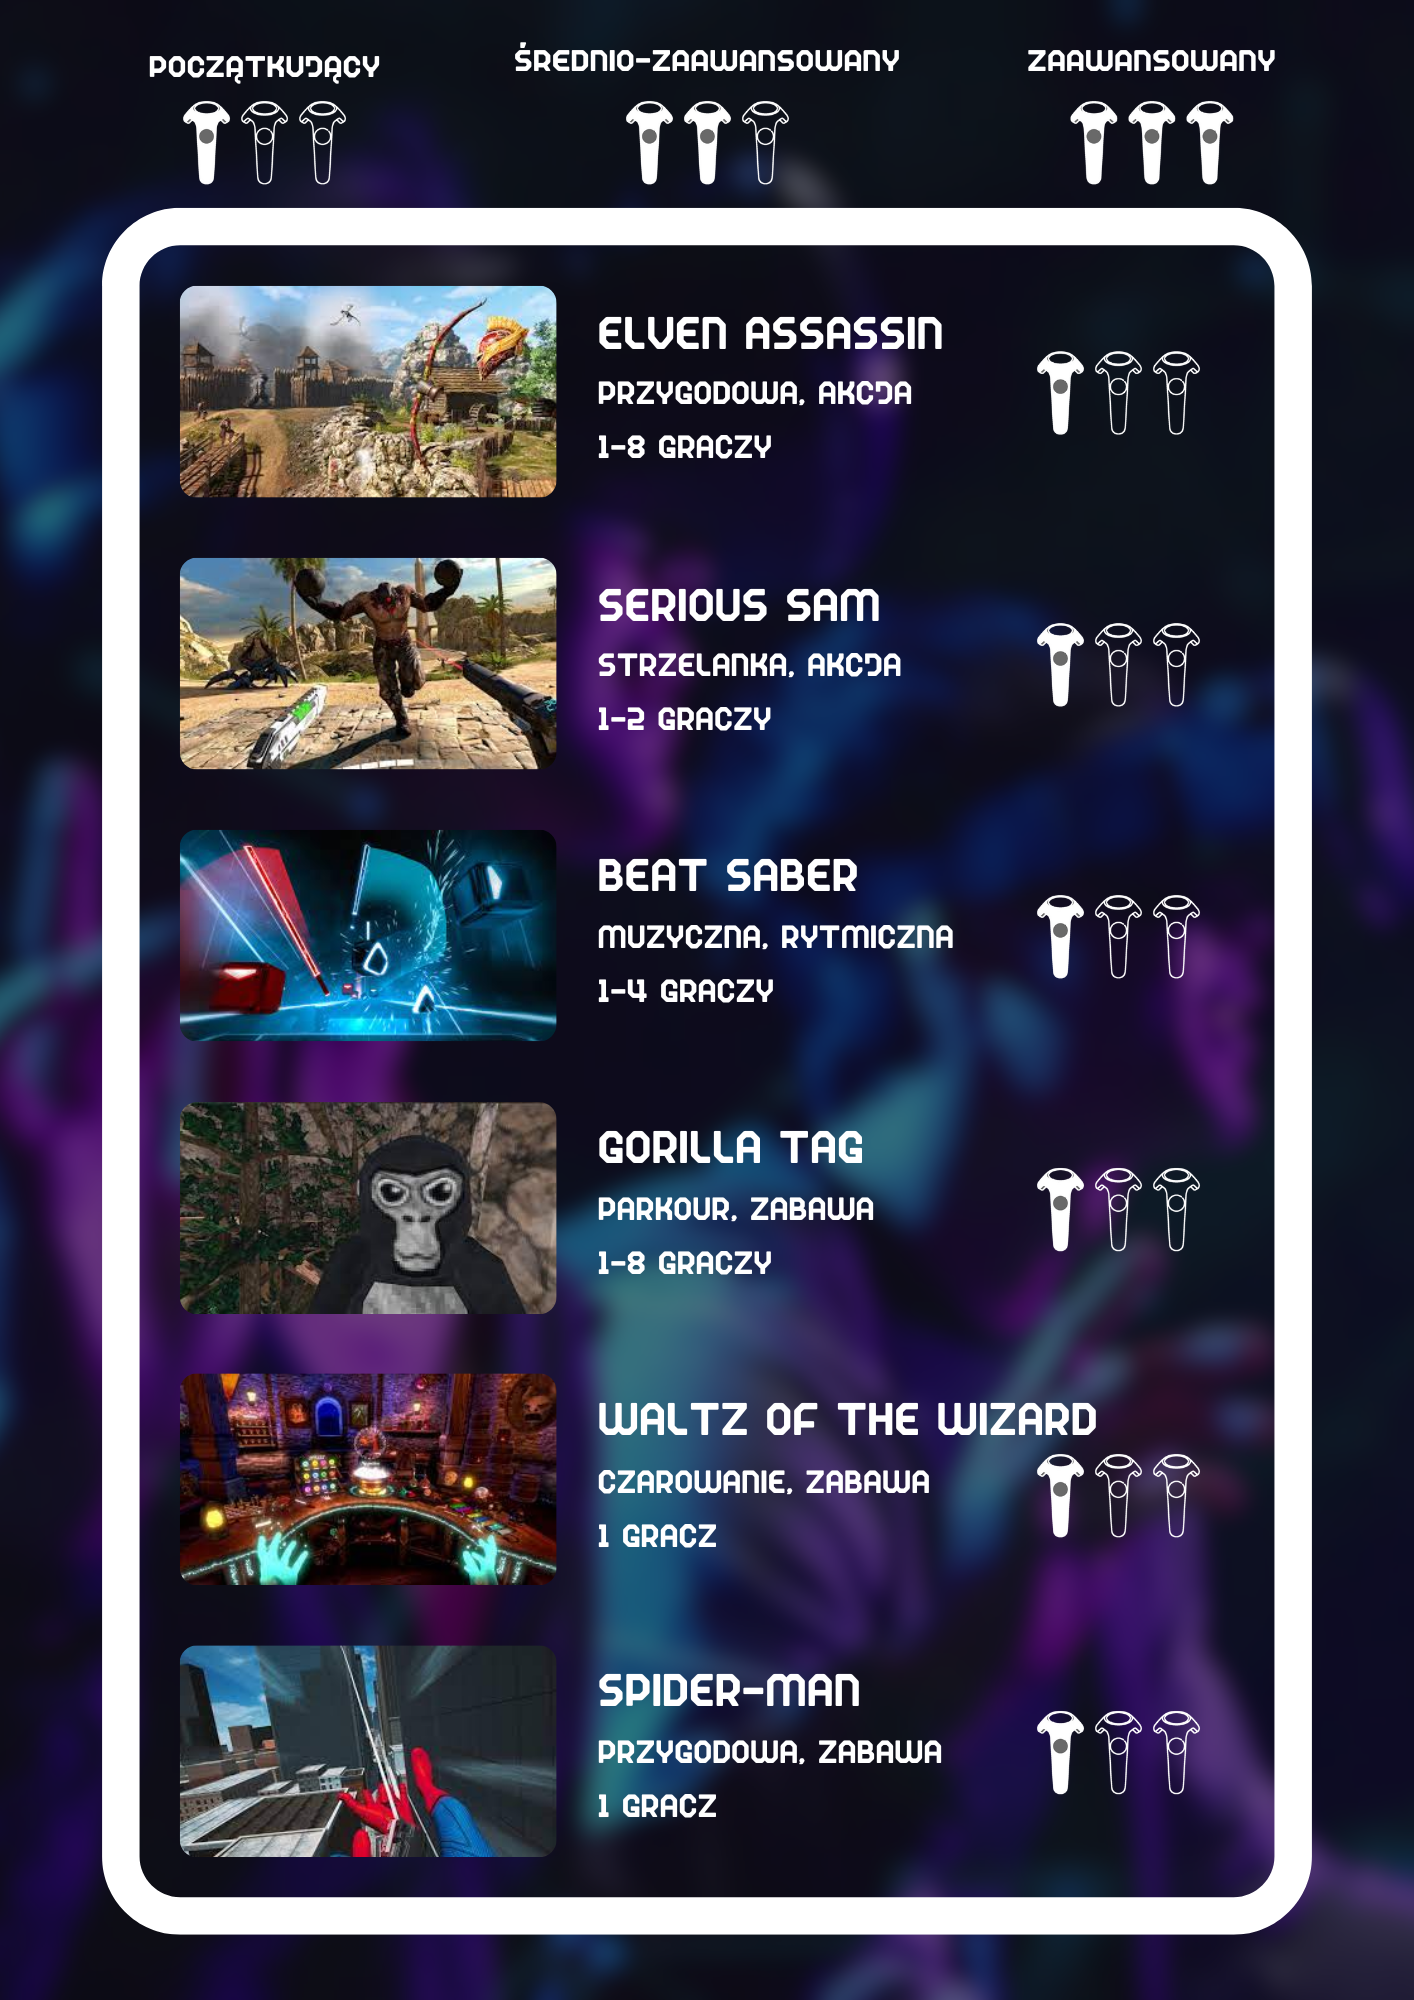 POCZĄTKUJĄCY
ŚREDNIO-ZAAWANSOWANY
ZAAWANSOWANY
ELVEN ASSASSIN
PRZYGODOWA, AKCJA
1-8 GRACZY
SERIOUS SAM
STRZELANKA, AKCJA
1-2 GRACZY
BEAT SABER
MUZYCZNA, RYTMICZNA
1-4 GRACZY
GORILLA TAG
PARKOUR, ZABAWA
1-8 GRACZY
WALTZ OF THE WIZARD
CZAROWANIE, ZABAWA
1 GRACZ
SPIDER-MAN
PRZYGODOWA, ZABAWA
1 GRACZ